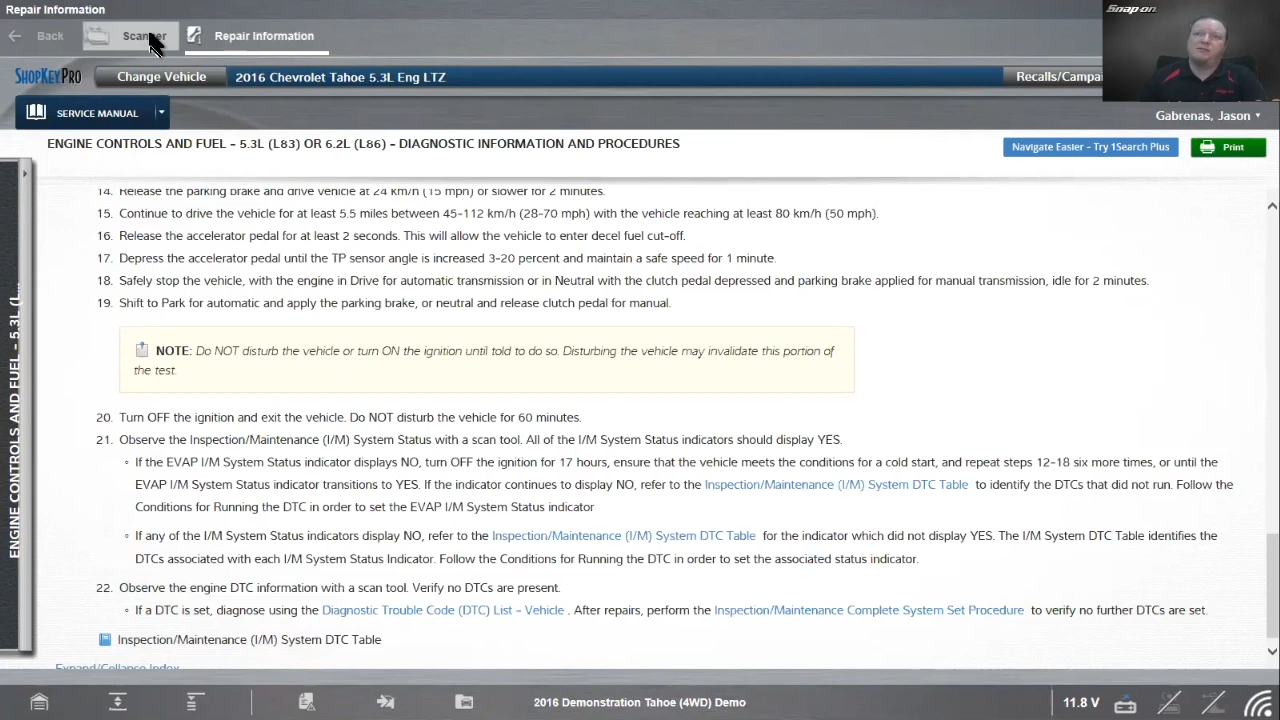 Repair Information
Back
Scanner
Repair Information
Snap-on
SHOPKEYPRO
Change Vehicle
2016 Chevrolet Tahoe 5.3L Eng LTZ
Recalls/Campa
SERVICE MANUAL
Gabrenas, Jason
ENGINE CONTROLS AND FUEL - 5.3L (L83) OR 6.2L (L86) - DIAGNOSTIC INFORMATION AND PROCEDURES
Navigate Easier - Try 1Search Plus
Print
14. Release the parking brake and drive vehicle at 24 km/h (15 mph) or slower for 2 minutes.
15. Continue to drive the vehicle for at least 5.5 miles between 45-112 km/h (28-70 mph) with the vehicle reaching at least 80 km/h (50 mph).
16. Release the accelerator pedal for at least 2 seconds. This will allow the vehicle to enter decel fuel cut-off.
17. Depress the accelerator pedal until the TP sensor angle is increased 3-20 percent and maintain a safe speed for 1 minute.
18. Safely stop the vehicle, with the engine in Drive for automatic transmission or in Neutral with the clutch pedal depressed and parking brake applied for manual transmission, idle for 2 minutes.
19. Shift to Park for automatic and apply the parking brake, or neutral and release clutch pedal for manual.
NOTE: Do NOT disturb the vehicle or turn ON the ignition until told to do so. Disturbing the vehicle may invalidate this portion of
the test.
20. Turn OFF the ignition and exit the vehicle. Do NOT disturb the vehicle for 60 minutes.
21. Observe the Inspection/Maintenance (I/M) System Status with a scan tool. All of the I/M System Status indicators should display YES.
◦ If the EVAP I/M System Status indicator displays NO, turn OFF the ignition for 17 hours, ensure that the vehicle meets the conditions for a cold start, and repeat steps 12-18 six more times, or until the
EVAP I/M System Status indicator transitions to YES. If the indicator continues to display NO, refer to the Inspection/Maintenance (I/M) System DTC Table to identify the DTCs that did not run. Follow the
Conditions for Running the DTC in order to set the EVAP I/M System Status indicator
◦ If any of the I/M System Status indicators display NO, refer to the Inspection/Maintenance (I/M) System DTC Table for the indicator which did not display YES. The I/M System DTC Table identifies the
DTCs associated with each I/M System Status Indicator. Follow the Conditions for Running the DTC in order to set the associated status indicator.
22. Observe the engine DTC information with a scan tool. Verify no DTCs are present.
◦ If a DTC is set, diagnose using the Diagnostic Trouble Code (DTC) List - Vehicle . After repairs, perform the Inspection/Maintenance Complete System Set Procedure to verify no further DTCs are set.
Inspection/Maintenance (I/M) System DTC Table
Expand/Collapse Index
ENGINE CONTROLS AND FUEL - 5.3L (L...
2016 Demonstration Tahoe (4WD) Demo
11.8 V